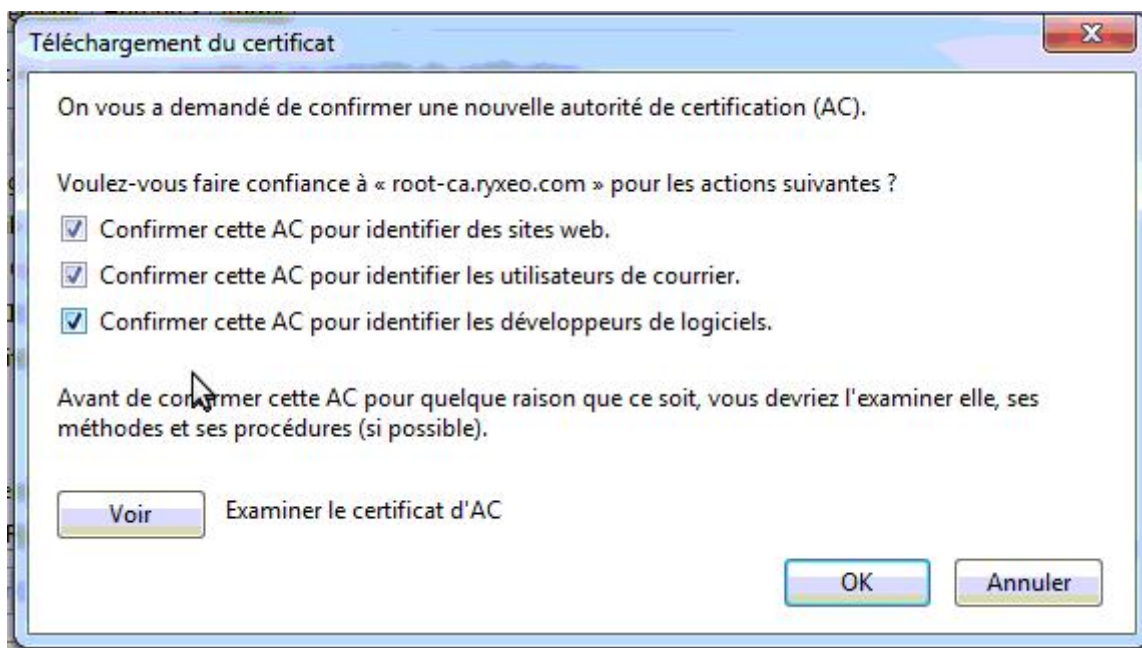 Téléchargement du certificat
On vous a demandé de confirmer une nouvelle autorité de certification (AC).
Voulez-vous faire confiance à « root-ca.ryxeo.com » pour les actions suivantes ?
Confirmer cette AC pour identifier des sites web.
Confirmer cette AC pour identifier les utilisateurs de courrier.
Confirmer cette AC pour identifier les développeurs de logiciels.
Avant de confirmer cette AC pour quelque raison que ce soit, vous devriez l'examiner elle, ses
méthodes et ses procédures (si possible).
Voir Examiner le certificat d'AC
OK Annuler